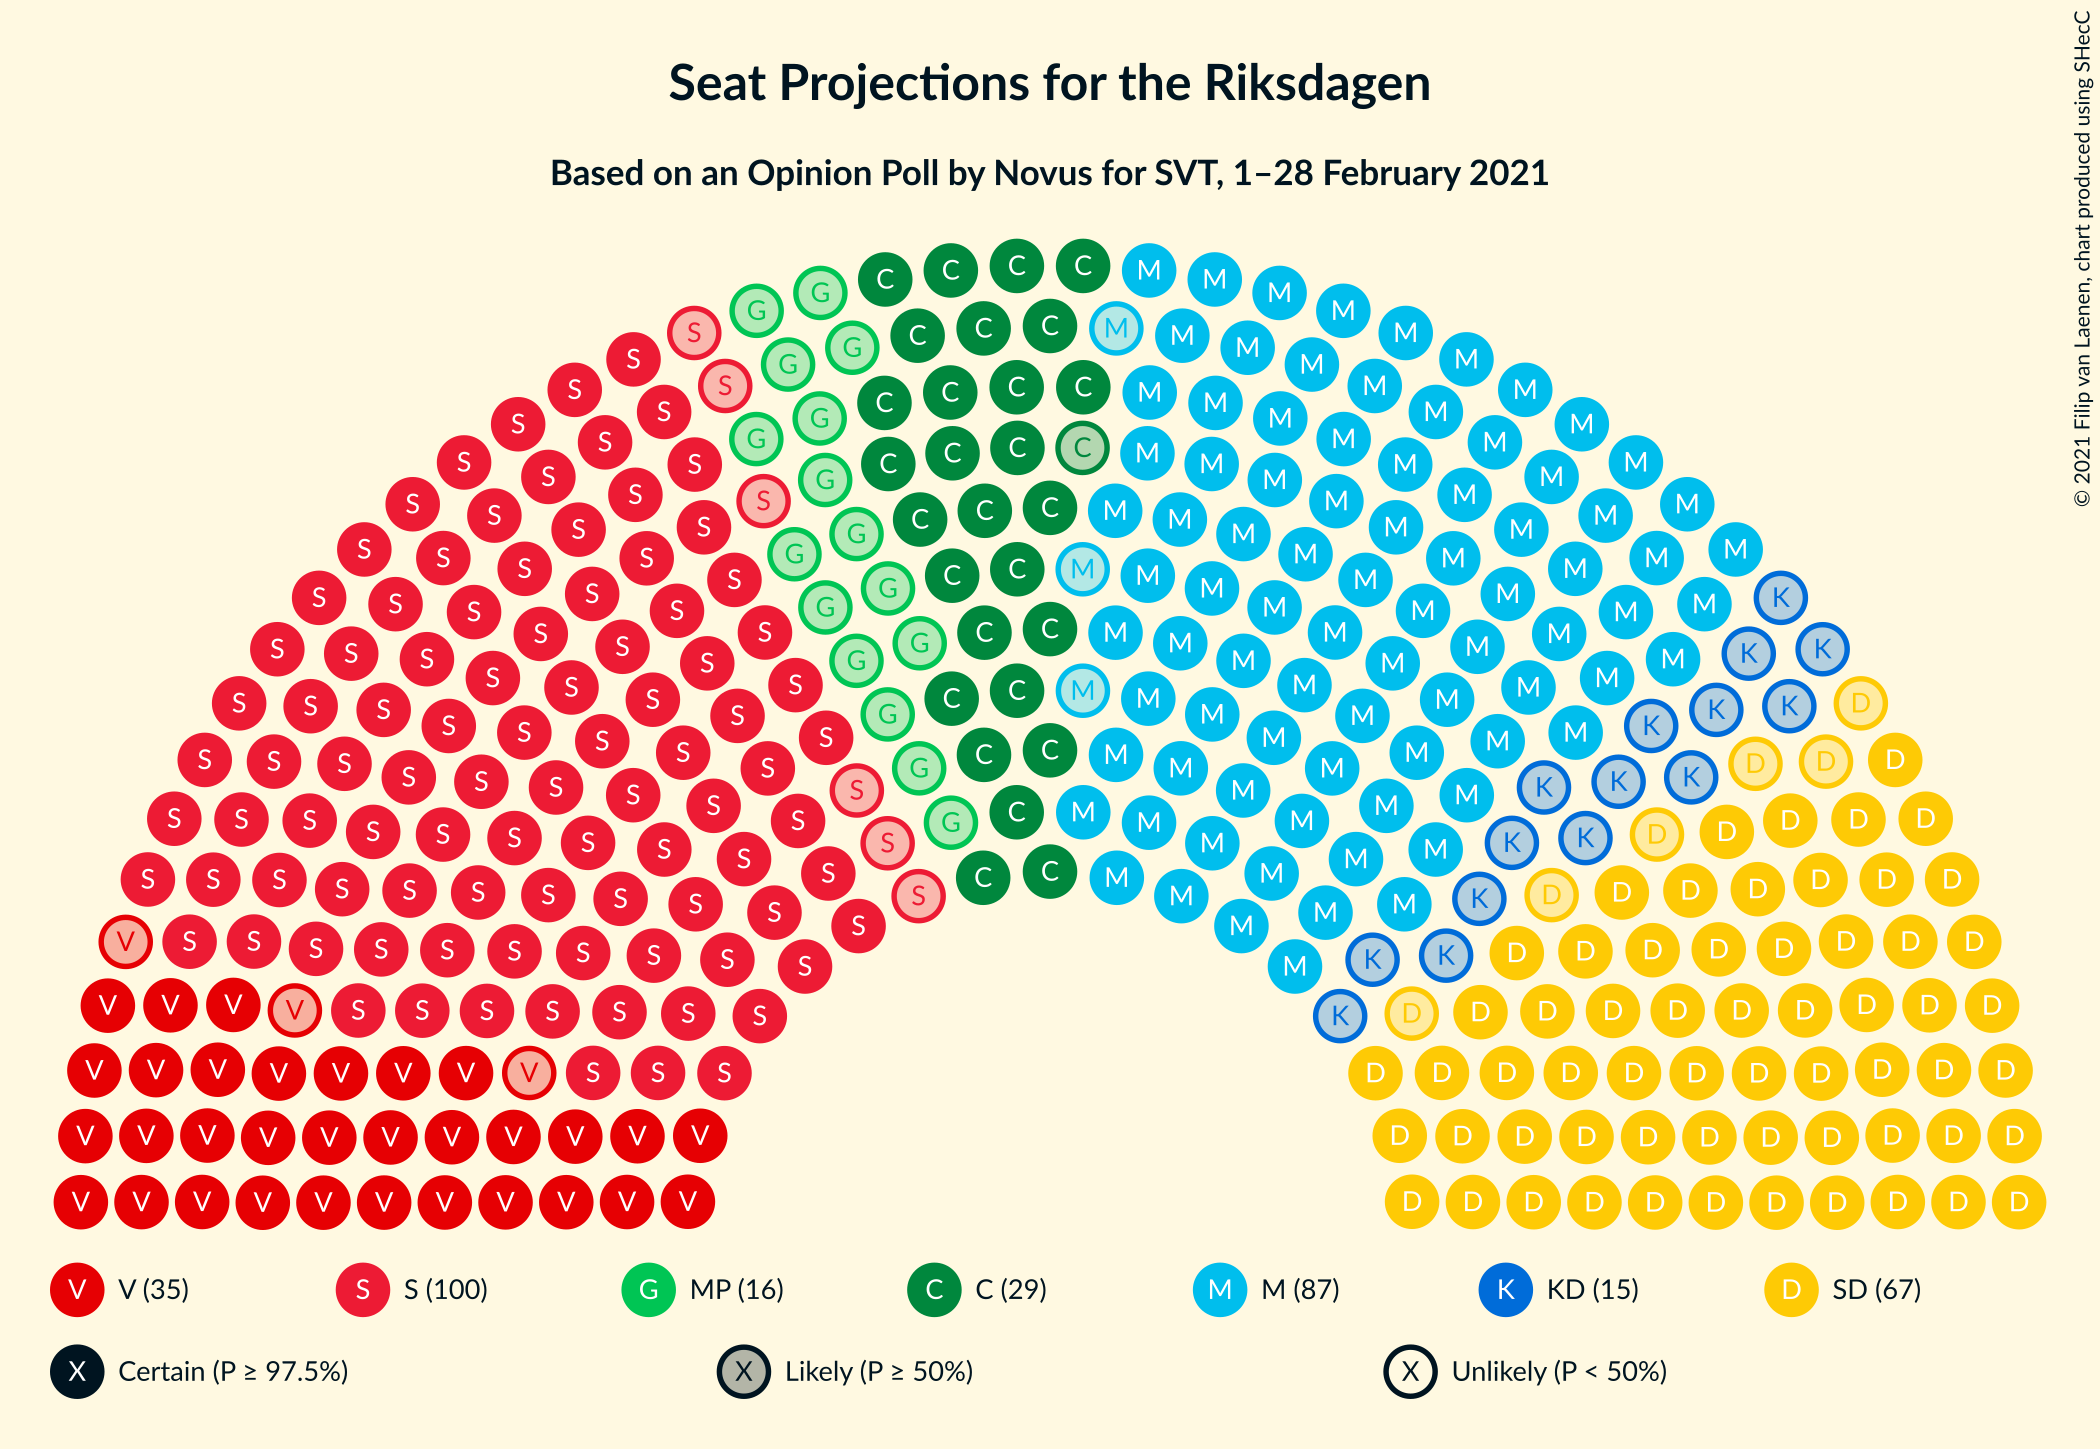 Seat Projections for the Riksdagen
Based on an Opinion Poll by Novus for SVT, 1–28 February 2021
© 2021 Filip van Laenen, chart produced using SHecC
V V (35) S S (100) G MP (16) C C (29) M M (87) K KD (15) D SD (67)
X Certain (P ≥ 97.5%) X Likely (P ≥ 50%) X Unlikely (P < 50%)